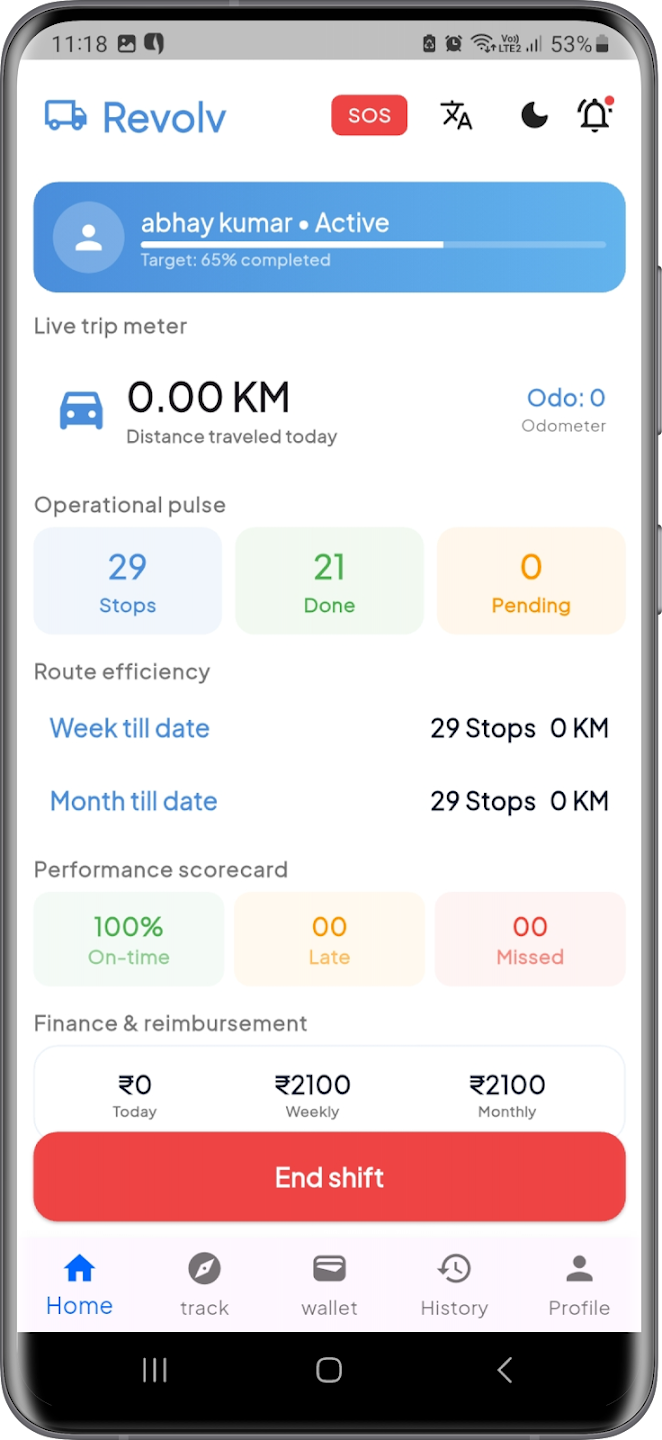 11:18 Vo)) LTE2 53%
Revolv SOS
abhay kumar • Active
Target: 65% completed
Live trip meter
0.00 KM
Distance traveled today
Odo: 0
Odometer
Operational pulse
29 21 0
Stops Done Pending
Route efficiency
Week till date 29 Stops 0 KM
Month till date 29 Stops 0 KM
Performance scorecard
100% 00 00
On-time Late Missed
Finance & reimbursement
₹0 ₹2100 ₹2100
Today Weekly Monthly
End shift
Home track wallet History Profile